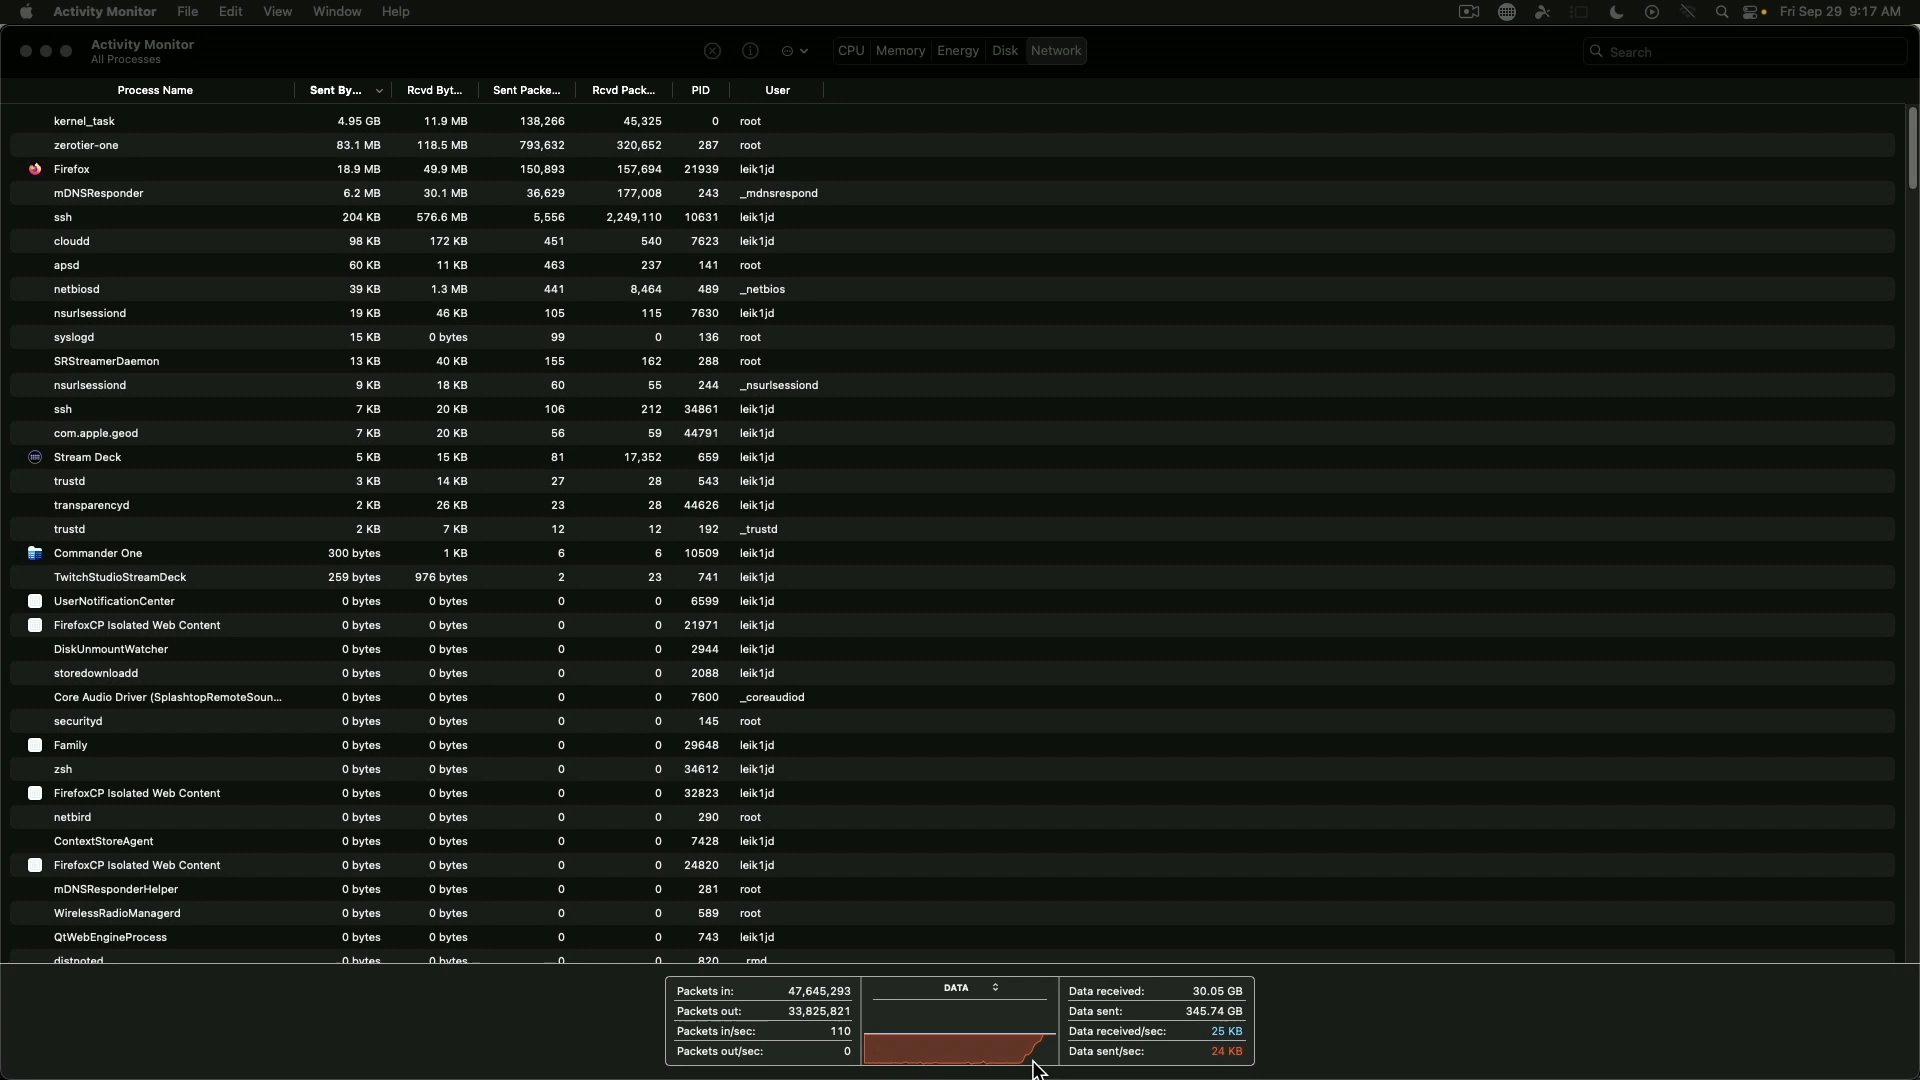 Activity Monitor File Edit View Window Help Fri Sep 29 9:17 AM
Activity Monitor
All Processes
CPU Memory Energy Disk Network Search
Process Name Sent By... Rcvd Byt... Sent Packe... Rcvd Pack... PID User
kernel_task 4.95 GB 11.9 MB 138,266 45,325 0 root
zerotier-one 83.1 MB 118.5 MB 793,632 320,652 287 root
Firefox 18.9 MB 49.9 MB 150,893 157,694 21939 leik1jd
mDNSResponder 6.2 MB 30.1 MB 36,629 177,008 243 _mdnsrespond
ssh 204 KB 576.6 MB 5,556 2,249,110 10631 leik1jd
cloudd 98 KB 172 KB 451 540 7623 leik1jd
apsd 60 KB 11 KB 463 237 141 root
netbiosd 39 KB 1.3 MB 441 8,464 489 _netbios
nsurlsessiond 19 KB 46 KB 105 115 7630 leik1jd
syslogd 15 KB 0 bytes 99 0 136 root
SRStreamerDaemon 13 KB 40 KB 155 162 288 root
nsurlsessiond 9 KB 18 KB 60 55 244 _nsurlsessiond
ssh 7 KB 20 KB 106 212 34861 leik1jd
com.apple.geod 7 KB 20 KB 56 59 44791 leik1jd
Stream Deck 5 KB 15 KB 81 17,352 659 leik1jd
trustd 3 KB 14 KB 27 28 543 leik1jd
transparencyd 2 KB 26 KB 23 28 44626 leik1jd
trustd 2 KB 7 KB 12 12 192 _trustd
Commander One 300 bytes 1 KB 6 6 10509 leik1jd
TwitchStudioStreamDeck 259 bytes 976 bytes 2 23 741 leik1jd
UserNotificationCenter 0 bytes 0 bytes 0 0 6599 leik1jd
FirefoxCP Isolated Web Content 0 bytes 0 bytes 0 0 21971 leik1jd
DiskUnmountWatcher 0 bytes 0 bytes 0 0 2944 leik1jd
storedownloadd 0 bytes 0 bytes 0 0 2088 leik1jd
Core Audio Driver (SplashtopRemoteSoun... 0 bytes 0 bytes 0 0 7600 _coreaudiod
securityd 0 bytes 0 bytes 0 0 145 root
Family 0 bytes 0 bytes 0 0 29648 leik1jd
zsh 0 bytes 0 bytes 0 0 34612 leik1jd
FirefoxCP Isolated Web Content 0 bytes 0 bytes 0 0 32823 leik1jd
netbird 0 bytes 0 bytes 0 0 290 root
ContextStoreAgent 0 bytes 0 bytes 0 0 7428 leik1jd
FirefoxCP Isolated Web Content 0 bytes 0 bytes 0 0 24820 leik1jd
mDNSResponderHelper 0 bytes 0 bytes 0 0 281 root
WirelessRadioManagerd 0 bytes 0 bytes 0 0 589 root
QtWebEngineProcess 0 bytes 0 bytes 0 0 743 leik1jd
distnoted 0 bytes 0 bytes 0 0 820 _rmd
Packets in: 47,645,293 DATA Data received: 30.05 GB
Packets out: 33,825,821 Data sent: 345.74 GB
Packets in/sec: 110 Data received/sec: 25 KB
Packets out/sec: 0 Data sent/sec: 24 KB